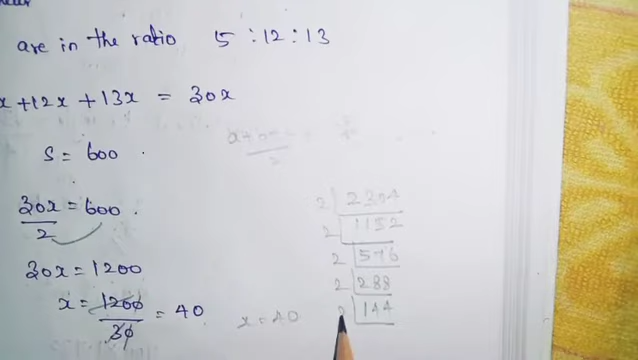 are in the ratio 5:12:13
x+12x+13x = 30x
S = 600.
30x/2 = 600.
30x = 1200
x = 1200/30 = 40
x = 40
2 | 2304
2 | 1152
2 | 576
2 | 288
2 | 144